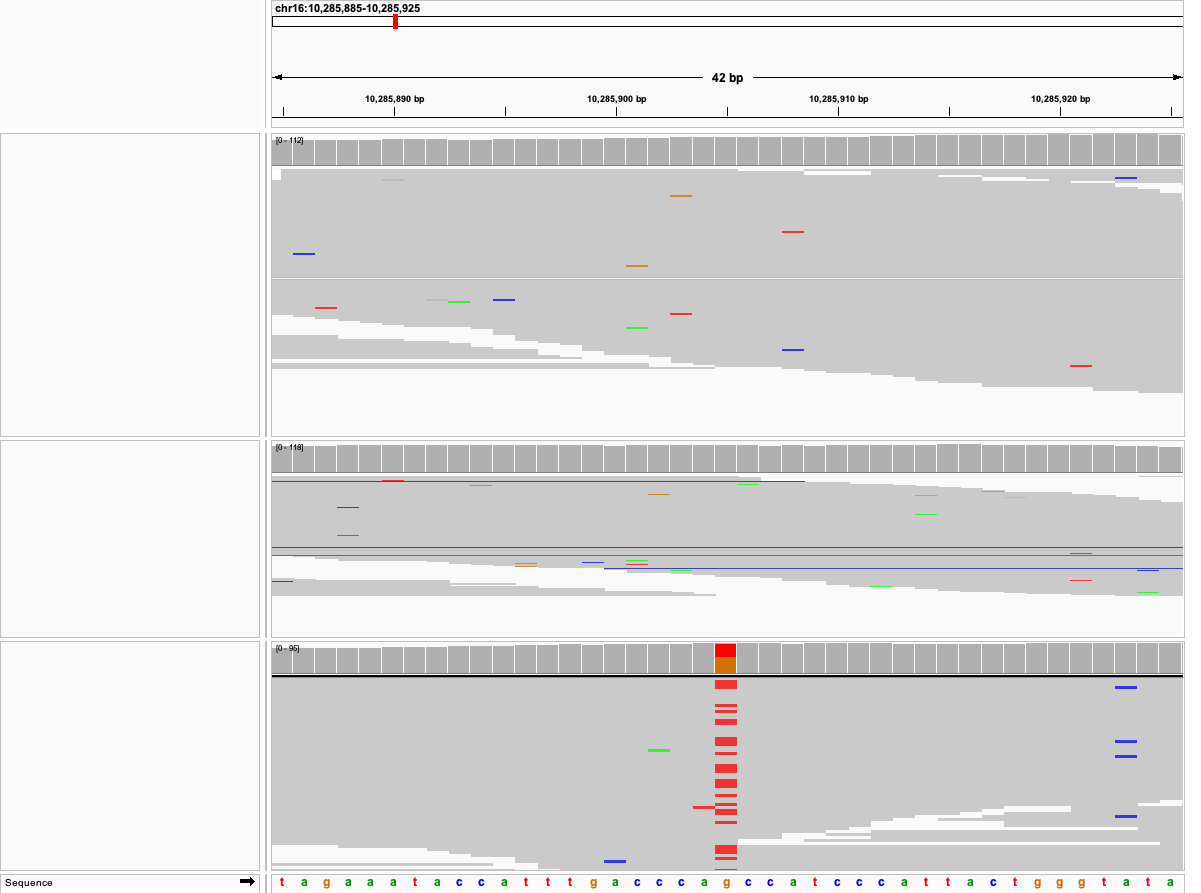 chr16:10,285,885-10,285,925
42 bp
10,285,890 bp 10,285,900 bp 10,285,910 bp 10,285,920 bp
[0 - 112]
[0 - 118]
[0 - 95]
Sequence t a g a a a t a c c a t t t g a c c c a g c c a t c c c a t t a c t g g g t a t a